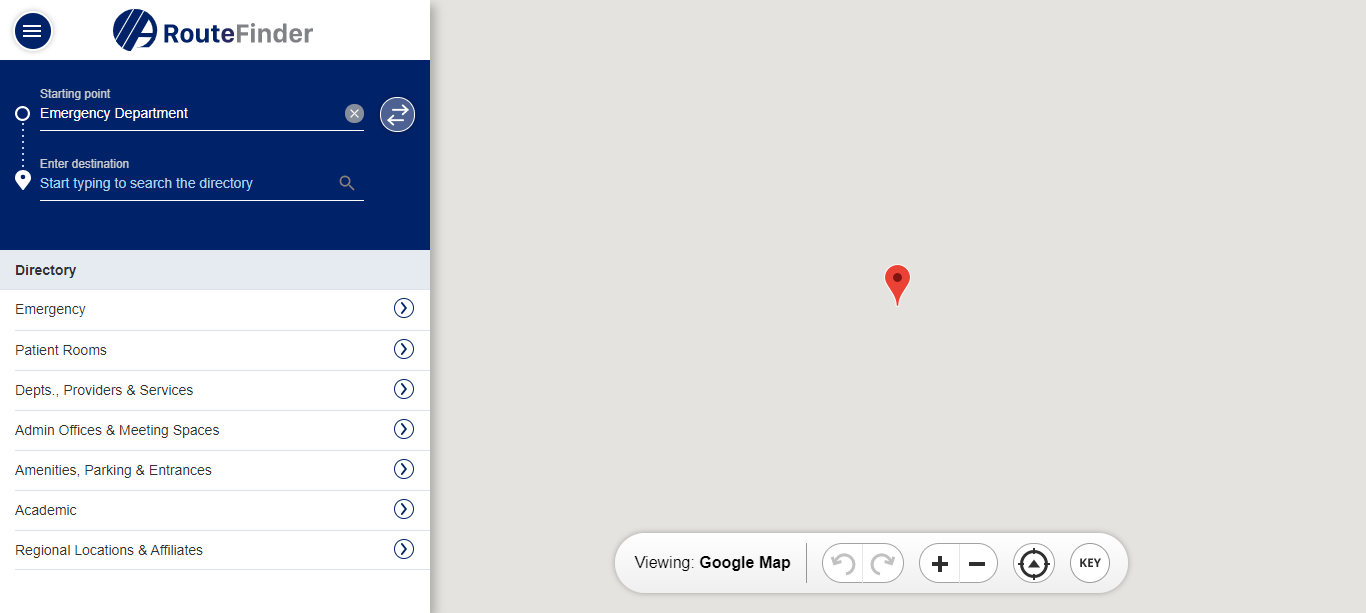 RouteFinder
Starting point
Emergency Department
Enter destination
Start typing to search the directory
Directory
Emergency
Patient Rooms
Depts., Providers & Services
Admin Offices & Meeting Spaces
Amenities, Parking & Entrances
Academic
Regional Locations & Affiliates
Viewing: Google Map
KEY